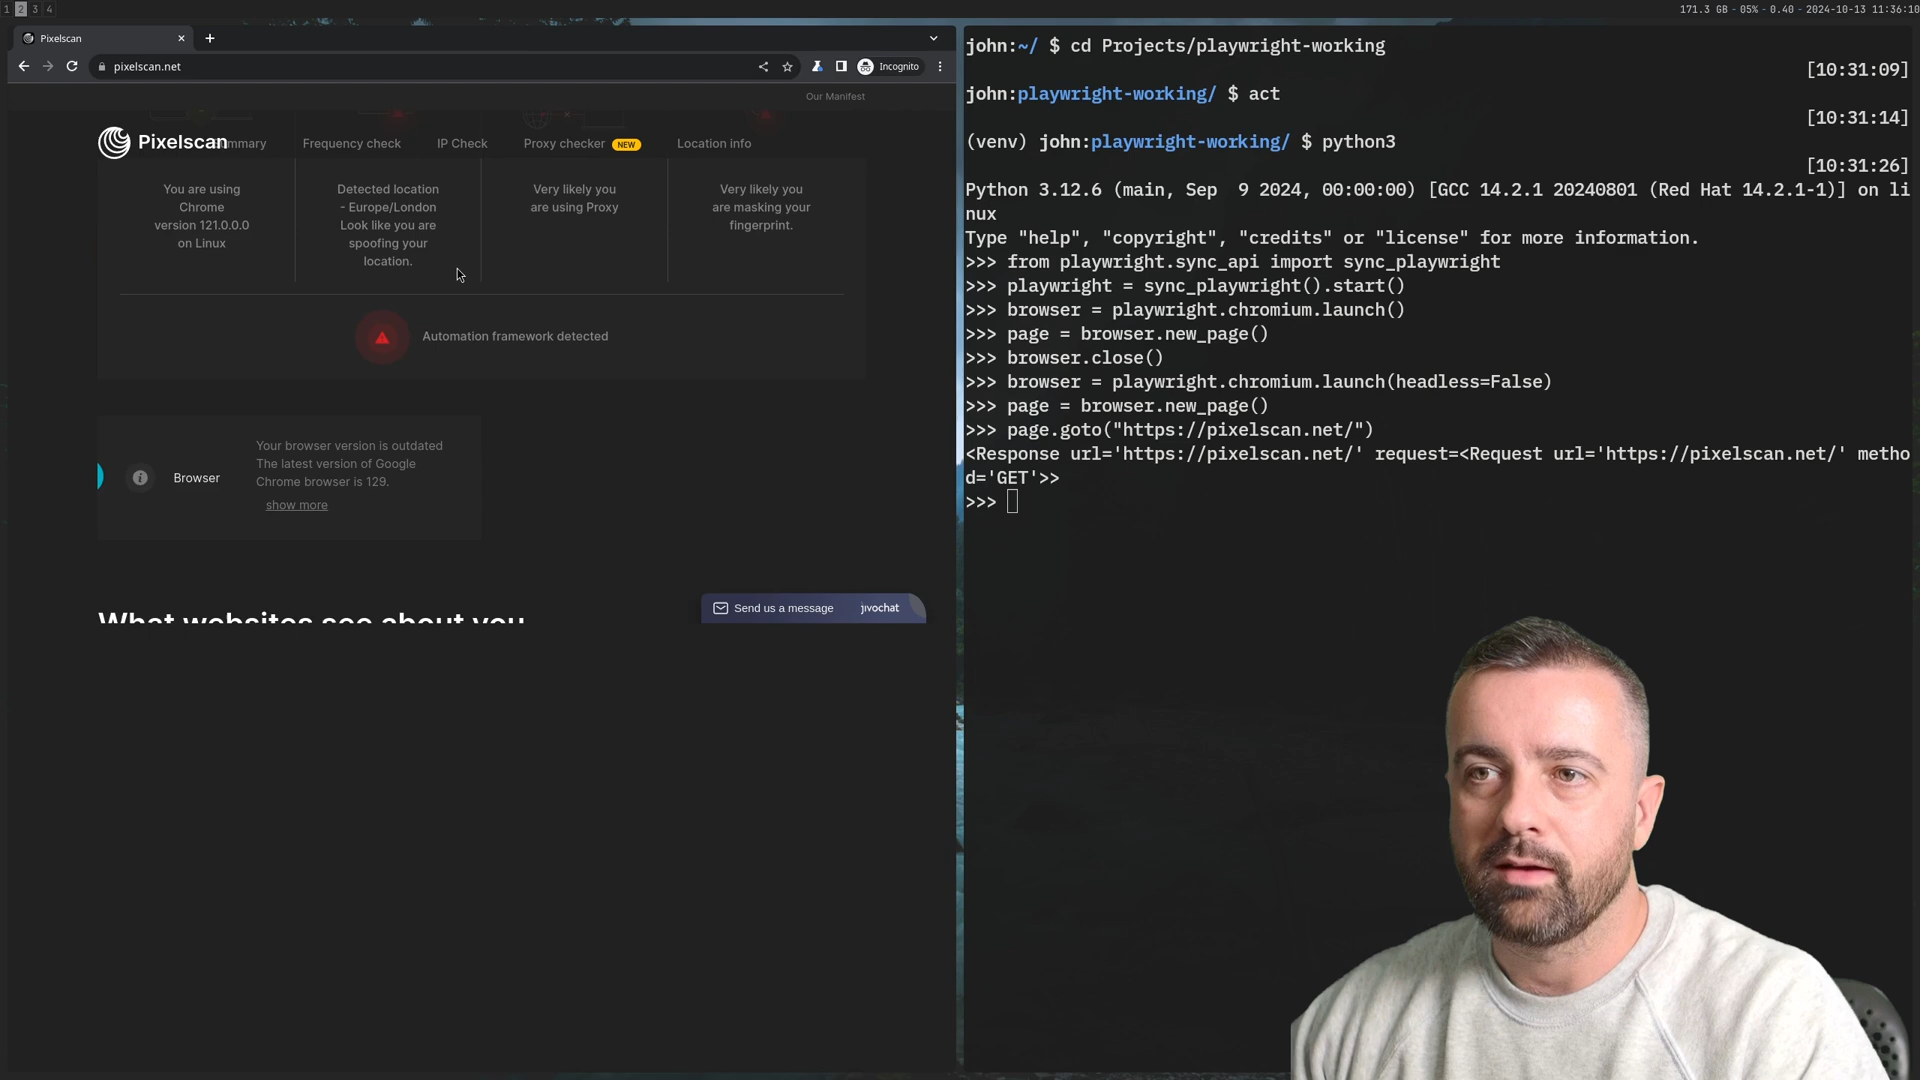 1 2 3 4
171.3 GB - 05% - 0.40 - 2024-10-13 11:36:10
Pixelscan
pixelscan.net
Incognito
Our Manifest
Pixelscan
Frequency check
IP Check
Proxy checker NEW
Location info
You are using
Chrome
version 121.0.0.0
on Linux
Detected location
- Europe/London
Look like you are
spoofing your
location.
Very likely you
are using Proxy
Very likely you
are masking your
fingerprint.
Automation framework detected
Browser
Your browser version is outdated
The latest version of Google
Chrome browser is 129.
show more
What websites see about you
Send us a message jivochat
john:~/ $ cd Projects/playwright-working
[10:31:09]
john:playwright-working/ $ act
[10:31:14]
(venv) john:playwright-working/ $ python3
[10:31:26]
Python 3.12.6 (main, Sep  9 2024, 00:00:00) [GCC 14.2.1 20240801 (Red Hat 14.2.1-1)] on li
nux
Type "help", "copyright", "credits" or "license" for more information.
>>> from playwright.sync_api import sync_playwright
>>> playwright = sync_playwright().start()
>>> browser = playwright.chromium.launch()
>>> page = browser.new_page()
>>> browser.close()
>>> browser = playwright.chromium.launch(headless=False)
>>> page = browser.new_page()
>>> page.goto("https://pixelscan.net/")
<Response url='https://pixelscan.net/' request=<Request url='https://pixelscan.net/' metho
d='GET'>>
>>>